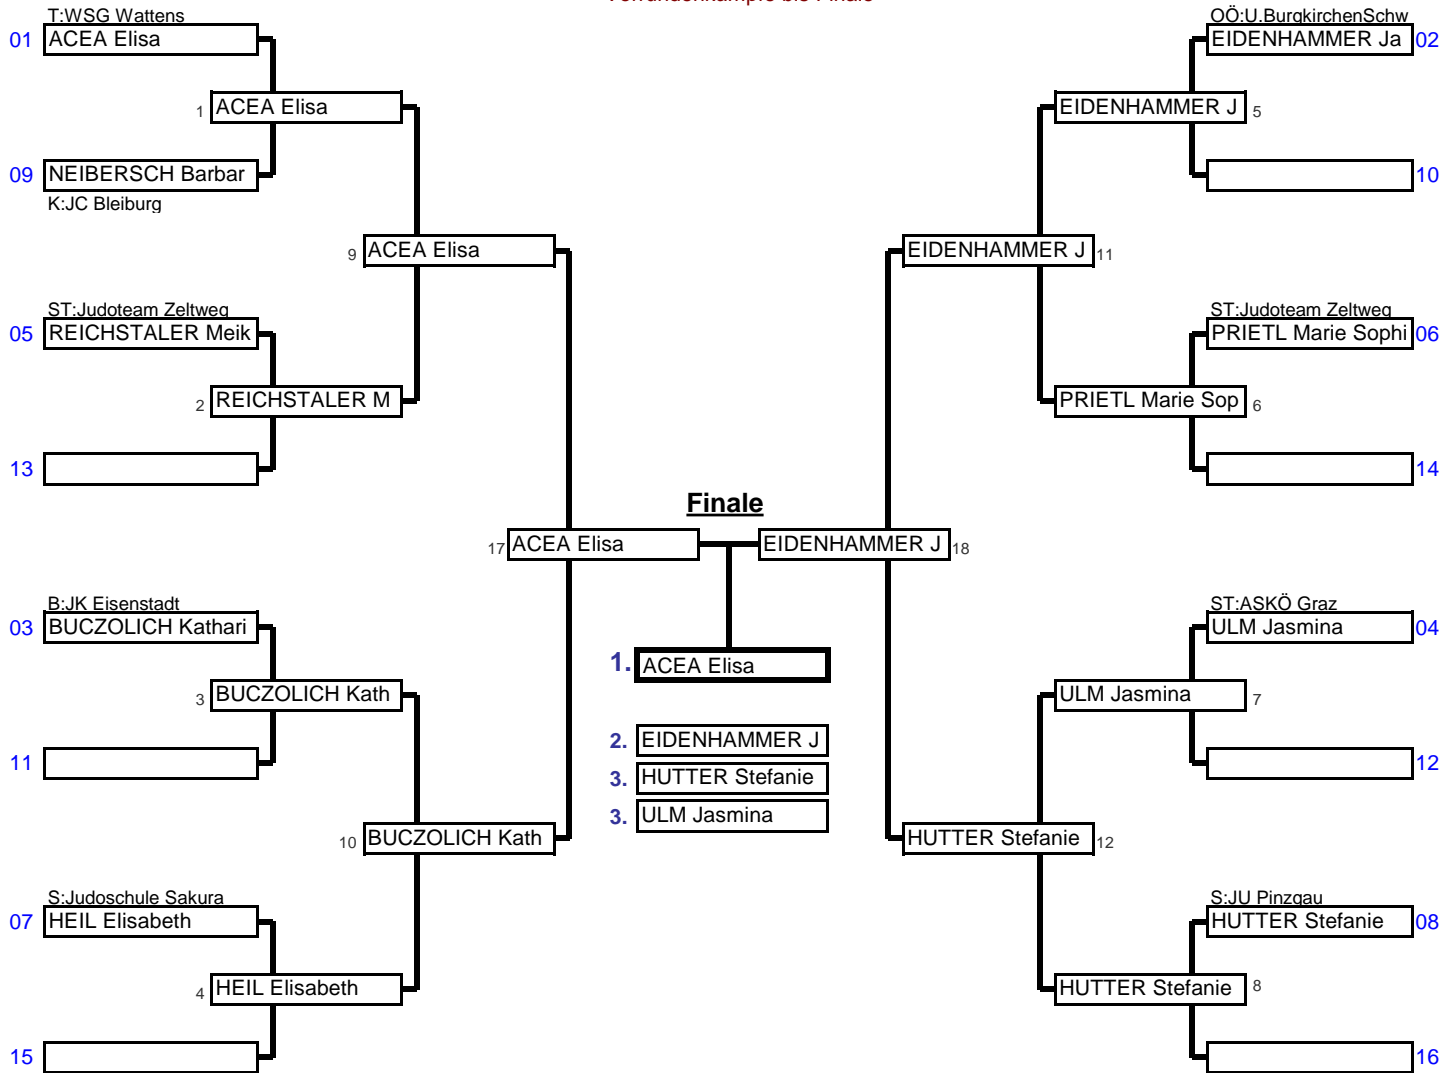 Vorrundenkämpfe bis Finale
T:WSG Wattens
01 ACEA Elisa
1 ACEA Elisa
09 NEIBERSCH Barbar
K:JC Bleiburg
9 ACEA Elisa
ST:Judoteam Zeltweg
05 REICHSTALER Meik
2 REICHSTALER M
13
17 ACEA Elisa
B:JK Eisenstadt
03 BUCZOLICH Kathari
3 BUCZOLICH Kath
11
10 BUCZOLICH Kath
S:Judoschule Sakura
07 HEIL Elisabeth
4 HEIL Elisabeth
15
Finale
1. ACEA Elisa
2. EIDENHAMMER J
3. HUTTER Stefanie
3. ULM Jasmina
OÖ:U.BurgkirchenSchw
EIDENHAMMER Ja 02
EIDENHAMMER J 5
10
EIDENHAMMER J 11
ST:Judoteam Zeltweg
PRIETL Marie Sophi 06
PRIETL Marie Sop 6
14
EIDENHAMMER J 18
ST:ASKÖ Graz
ULM Jasmina 04
ULM Jasmina 7
12
HUTTER Stefanie 12
S:JU Pinzgau
HUTTER Stefanie 08
HUTTER Stefanie 8
16